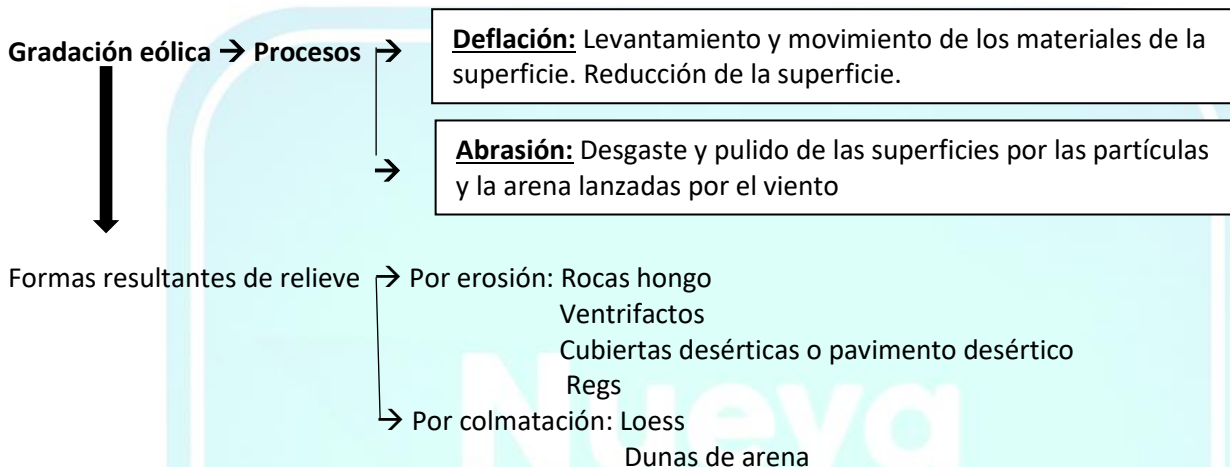 Gradación eólica → Procesos →
Deflación: Levantamiento y movimiento de los materiales de la
superficie. Reducción de la superficie.
→
Abrasión: Desgaste y pulido de las superficies por las partículas
y la arena lanzadas por el viento
Formas resultantes de relieve → Por erosión: Rocas hongo
Ventrifactos
Cubiertas desérticas o pavimento desértico
Regs
→ Por colmatación: Loess
Dunas de arena
Nueva